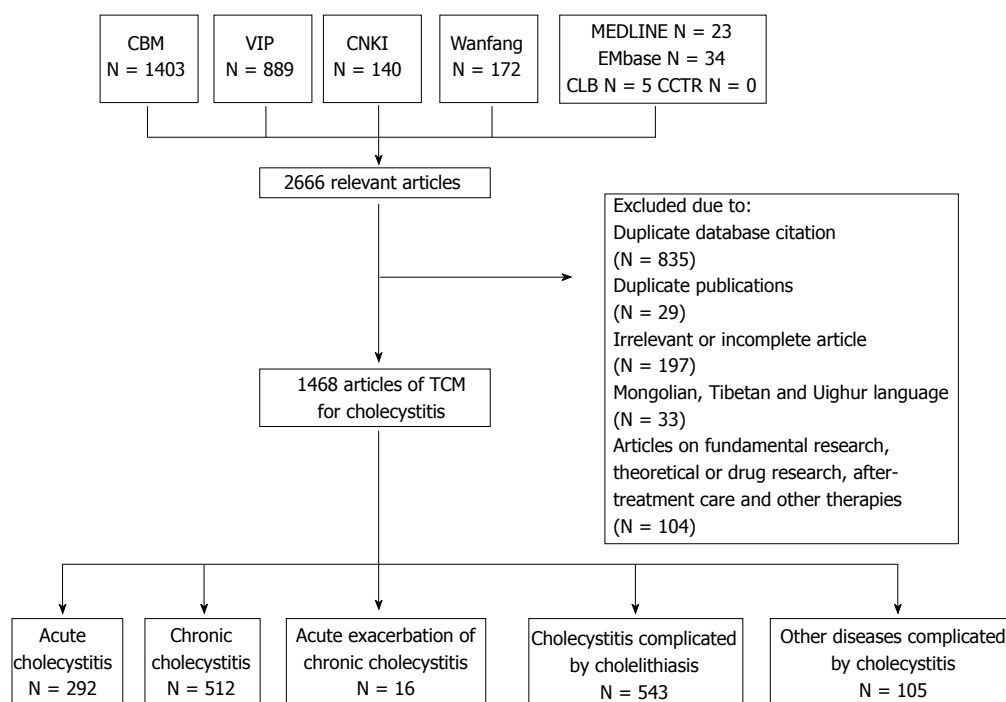 CBM
N = 1403
VIP
N = 889
CNKI
N = 140
Wanfang
N = 172
MEDLINE N = 23
EMbase N = 34
CLB N = 5 CCTR N = 0
2666 relevant articles
Excluded due to:
Duplicate database citation
(N = 835)
Duplicate publications
(N = 29)
Irrelevant or incomplete article
(N = 197)
Mongolian, Tibetan and Uighur language
(N = 33)
Articles on fundamental research,
theoretical or drug research, after-
treatment care and other therapies
(N = 104)
1468 articles of TCM
for cholecystitis
Acute
cholecystitis
N = 292
Chronic
cholecystitis
N = 512
Acute exacerbation of
chronic cholecystitis
N = 16
Cholecystitis complicated
by cholelithiasis
N = 543
Other diseases complicated
by cholecystitis
N = 105